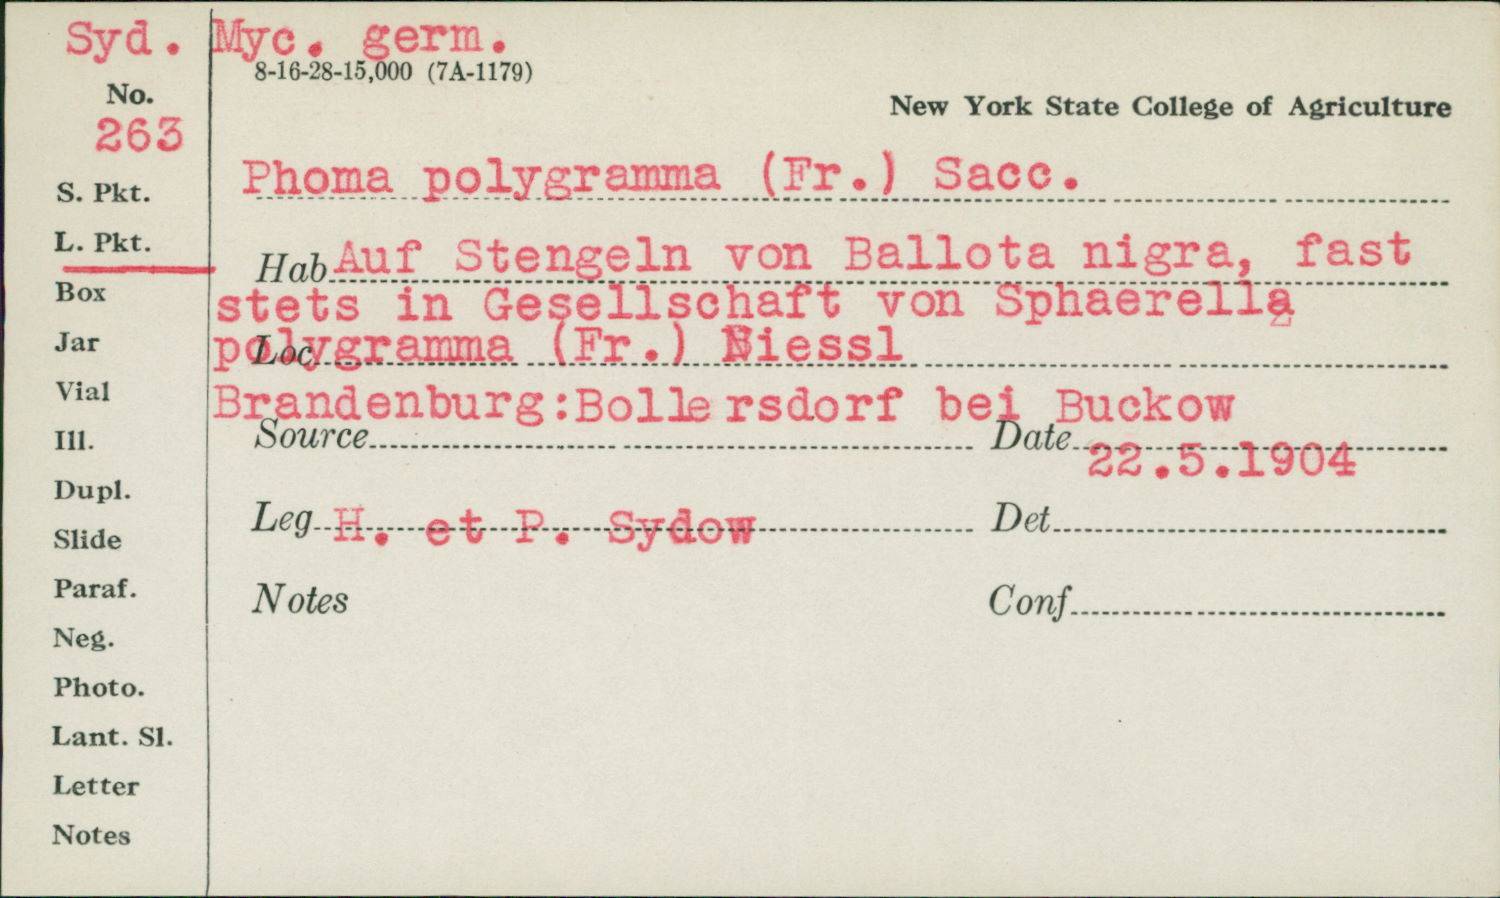 Syd. Myc. germ.
8-16-28-15,000 (7A-1179)
No.
263
New York State College of Agriculture
Phoma polygramma (Fr.) Sacc.
S. Pkt.
L. Pkt.
Hab Auf Stengeln von Ballota nigra, fast
Box
stets in Gesellschaft von Sphaerella
Jar
Loc polygramma (Fr.) Niessl
Vial
Brandenburg:Bollersdorf bei Buckow
Ill.
Source
Date 22.5.1904
Dupl.
Leg H. et P. Sydow
Det
Slide
Paraf.
Notes
Conf
Neg.
Photo.
Lant. Sl.
Letter
Notes